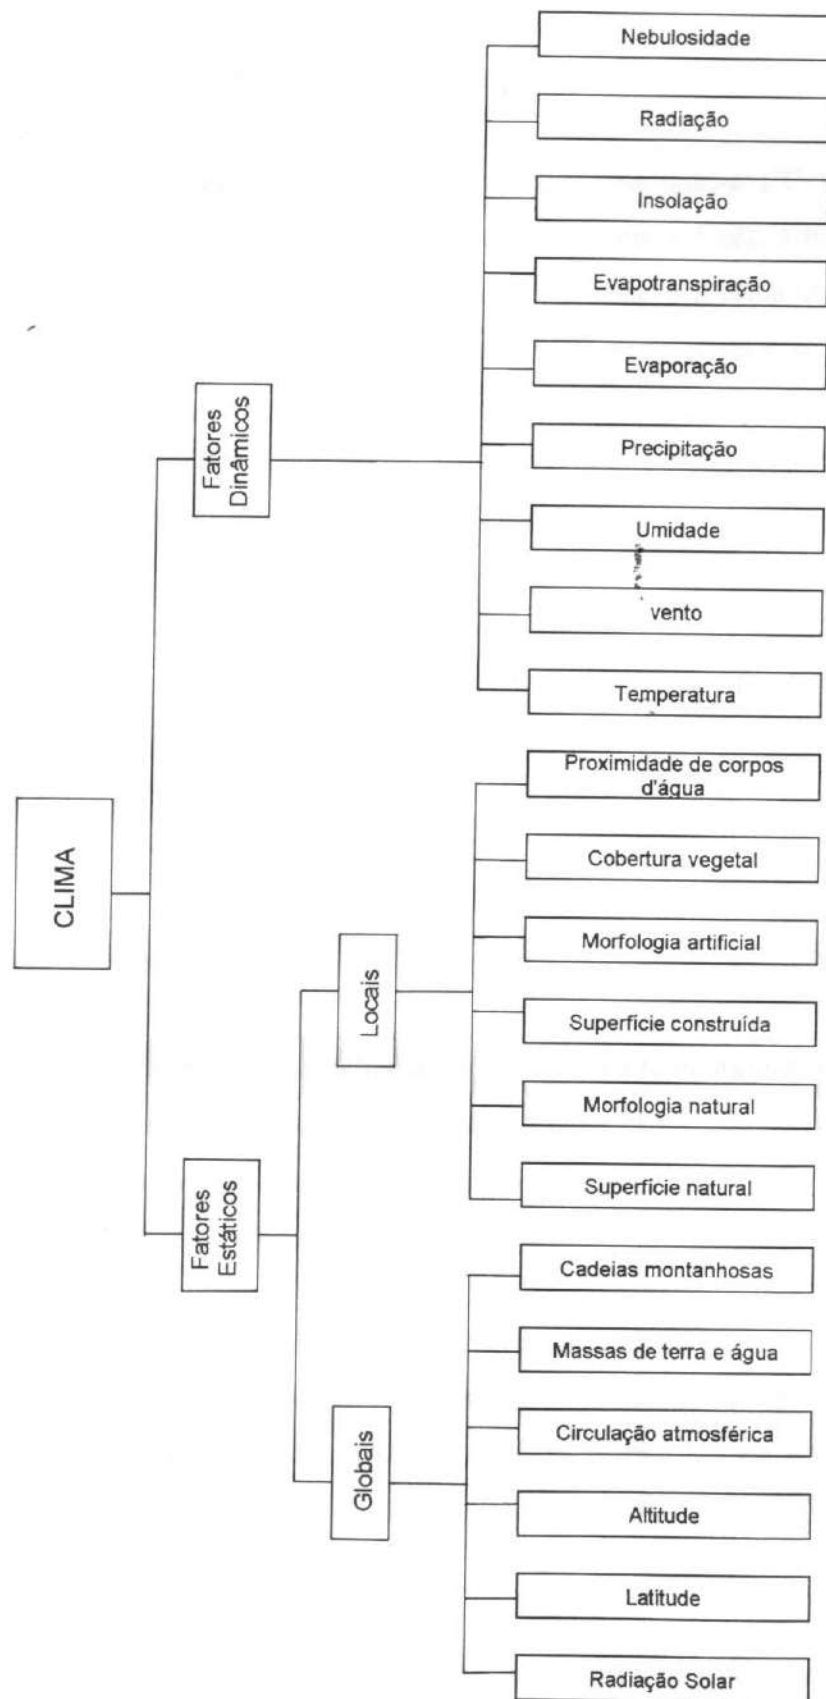 CLIMA
Fatores
Estáticos
Fatores
Dinâmicos
Globais
Locais
Radiação Solar
Latitude
Altitude
Circulação atmosférica
Massas de terra e água
Cadeias montanhosas
Superfície natural
Morfologia natural
Superfície construída
Morfologia artificial
Cobertura vegetal
Proximidade de corpos
d'água
Temperatura
vento
Umidade
Precipitação
Evaporação
Evapotranspiração
Insolação
Radiação
Nebulosidade